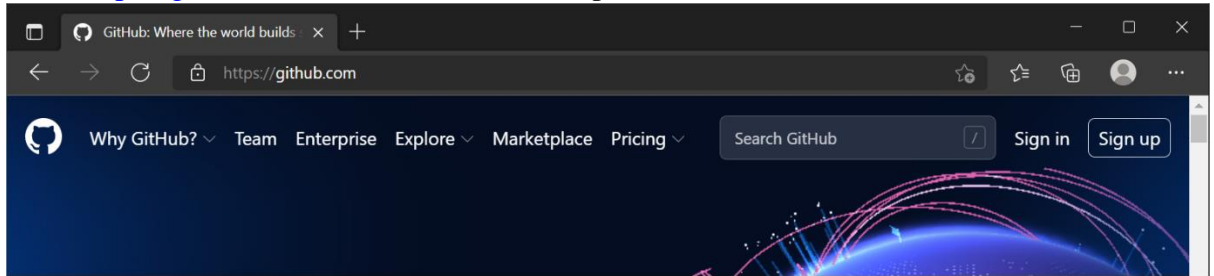 GitHub: Where the world builds
https://github.com
Why GitHub? Team Enterprise Explore Marketplace Pricing Search GitHub / Sign in Sign up